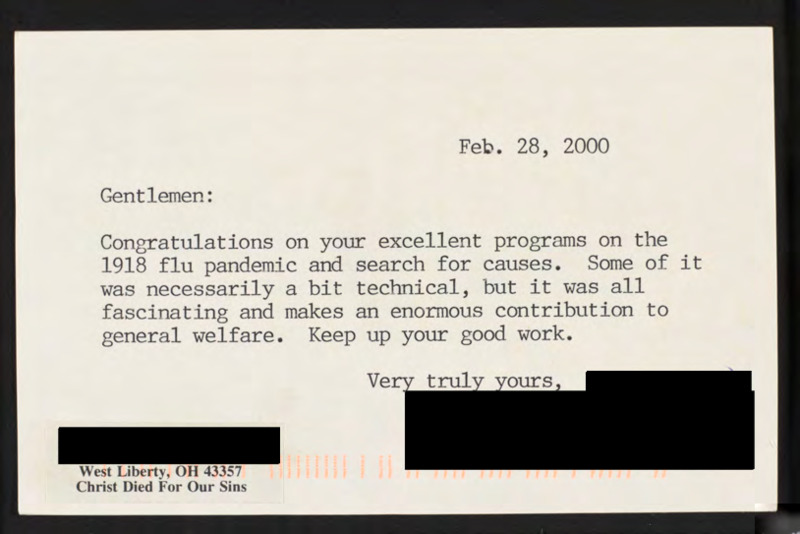 Feb. 28, 2000
Gentlemen:
Congratulations on your excellent programs on the
1918 flu pandemic and search for causes.  Some of it
was necessarily a bit technical, but it was all
fascinating and makes an enormous contribution to
general welfare.  Keep up your good work.
Very truly yours,
West Liberty, OH 43357
Christ Died For Our Sins